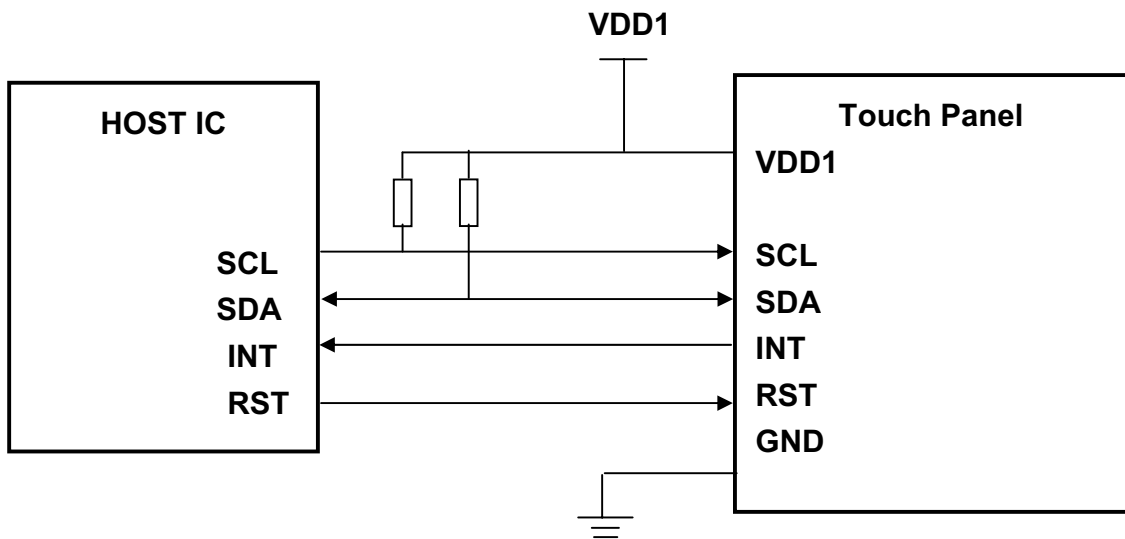 VDD1
HOST IC
SCL
SDA
INT
RST
Touch Panel
VDD1
SCL
SDA
INT
RST
GND